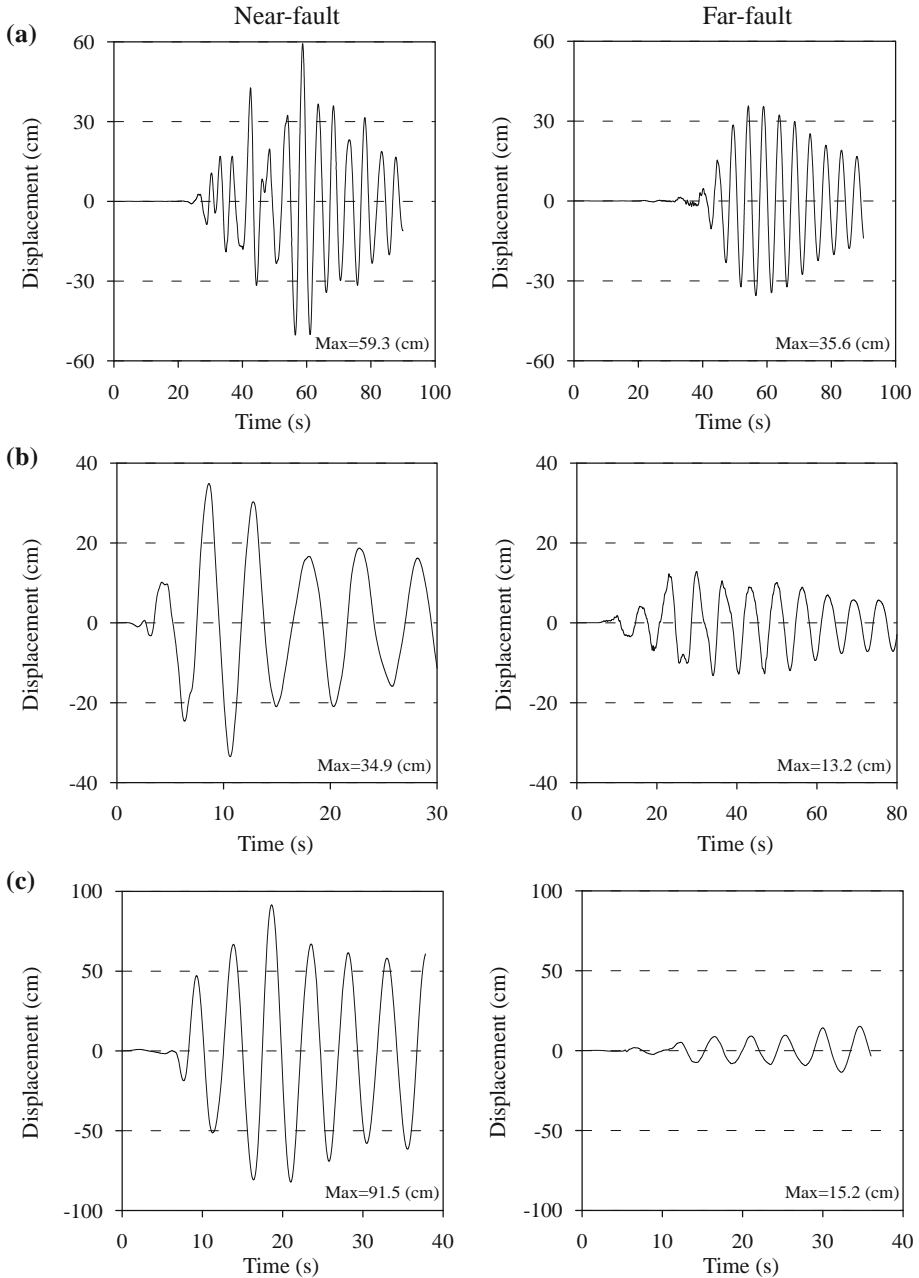 Near-fault
Far-fault
(a)
Displacement (cm)
60
30
0
-30
-60
Max=59.3 (cm)
0 20 40 60 80 100
Time (s)
Displacement (cm)
60
30
0
-30
-60
Max=35.6 (cm)
0 20 40 60 80 100
Time (s)
(b)
Displacement (cm)
40
20
0
-20
-40
Max=34.9 (cm)
0 10 20 30
Time (s)
Displacement (cm)
40
20
0
-20
-40
Max=13.2 (cm)
0 20 40 60 80
Time (s)
(c)
Displacement (cm)
100
50
0
-50
-100
Max=91.5 (cm)
0 10 20 30 40
Time (s)
Displacement (cm)
100
50
0
-50
-100
Max=15.2 (cm)
0 10 20 30 40
Time (s)